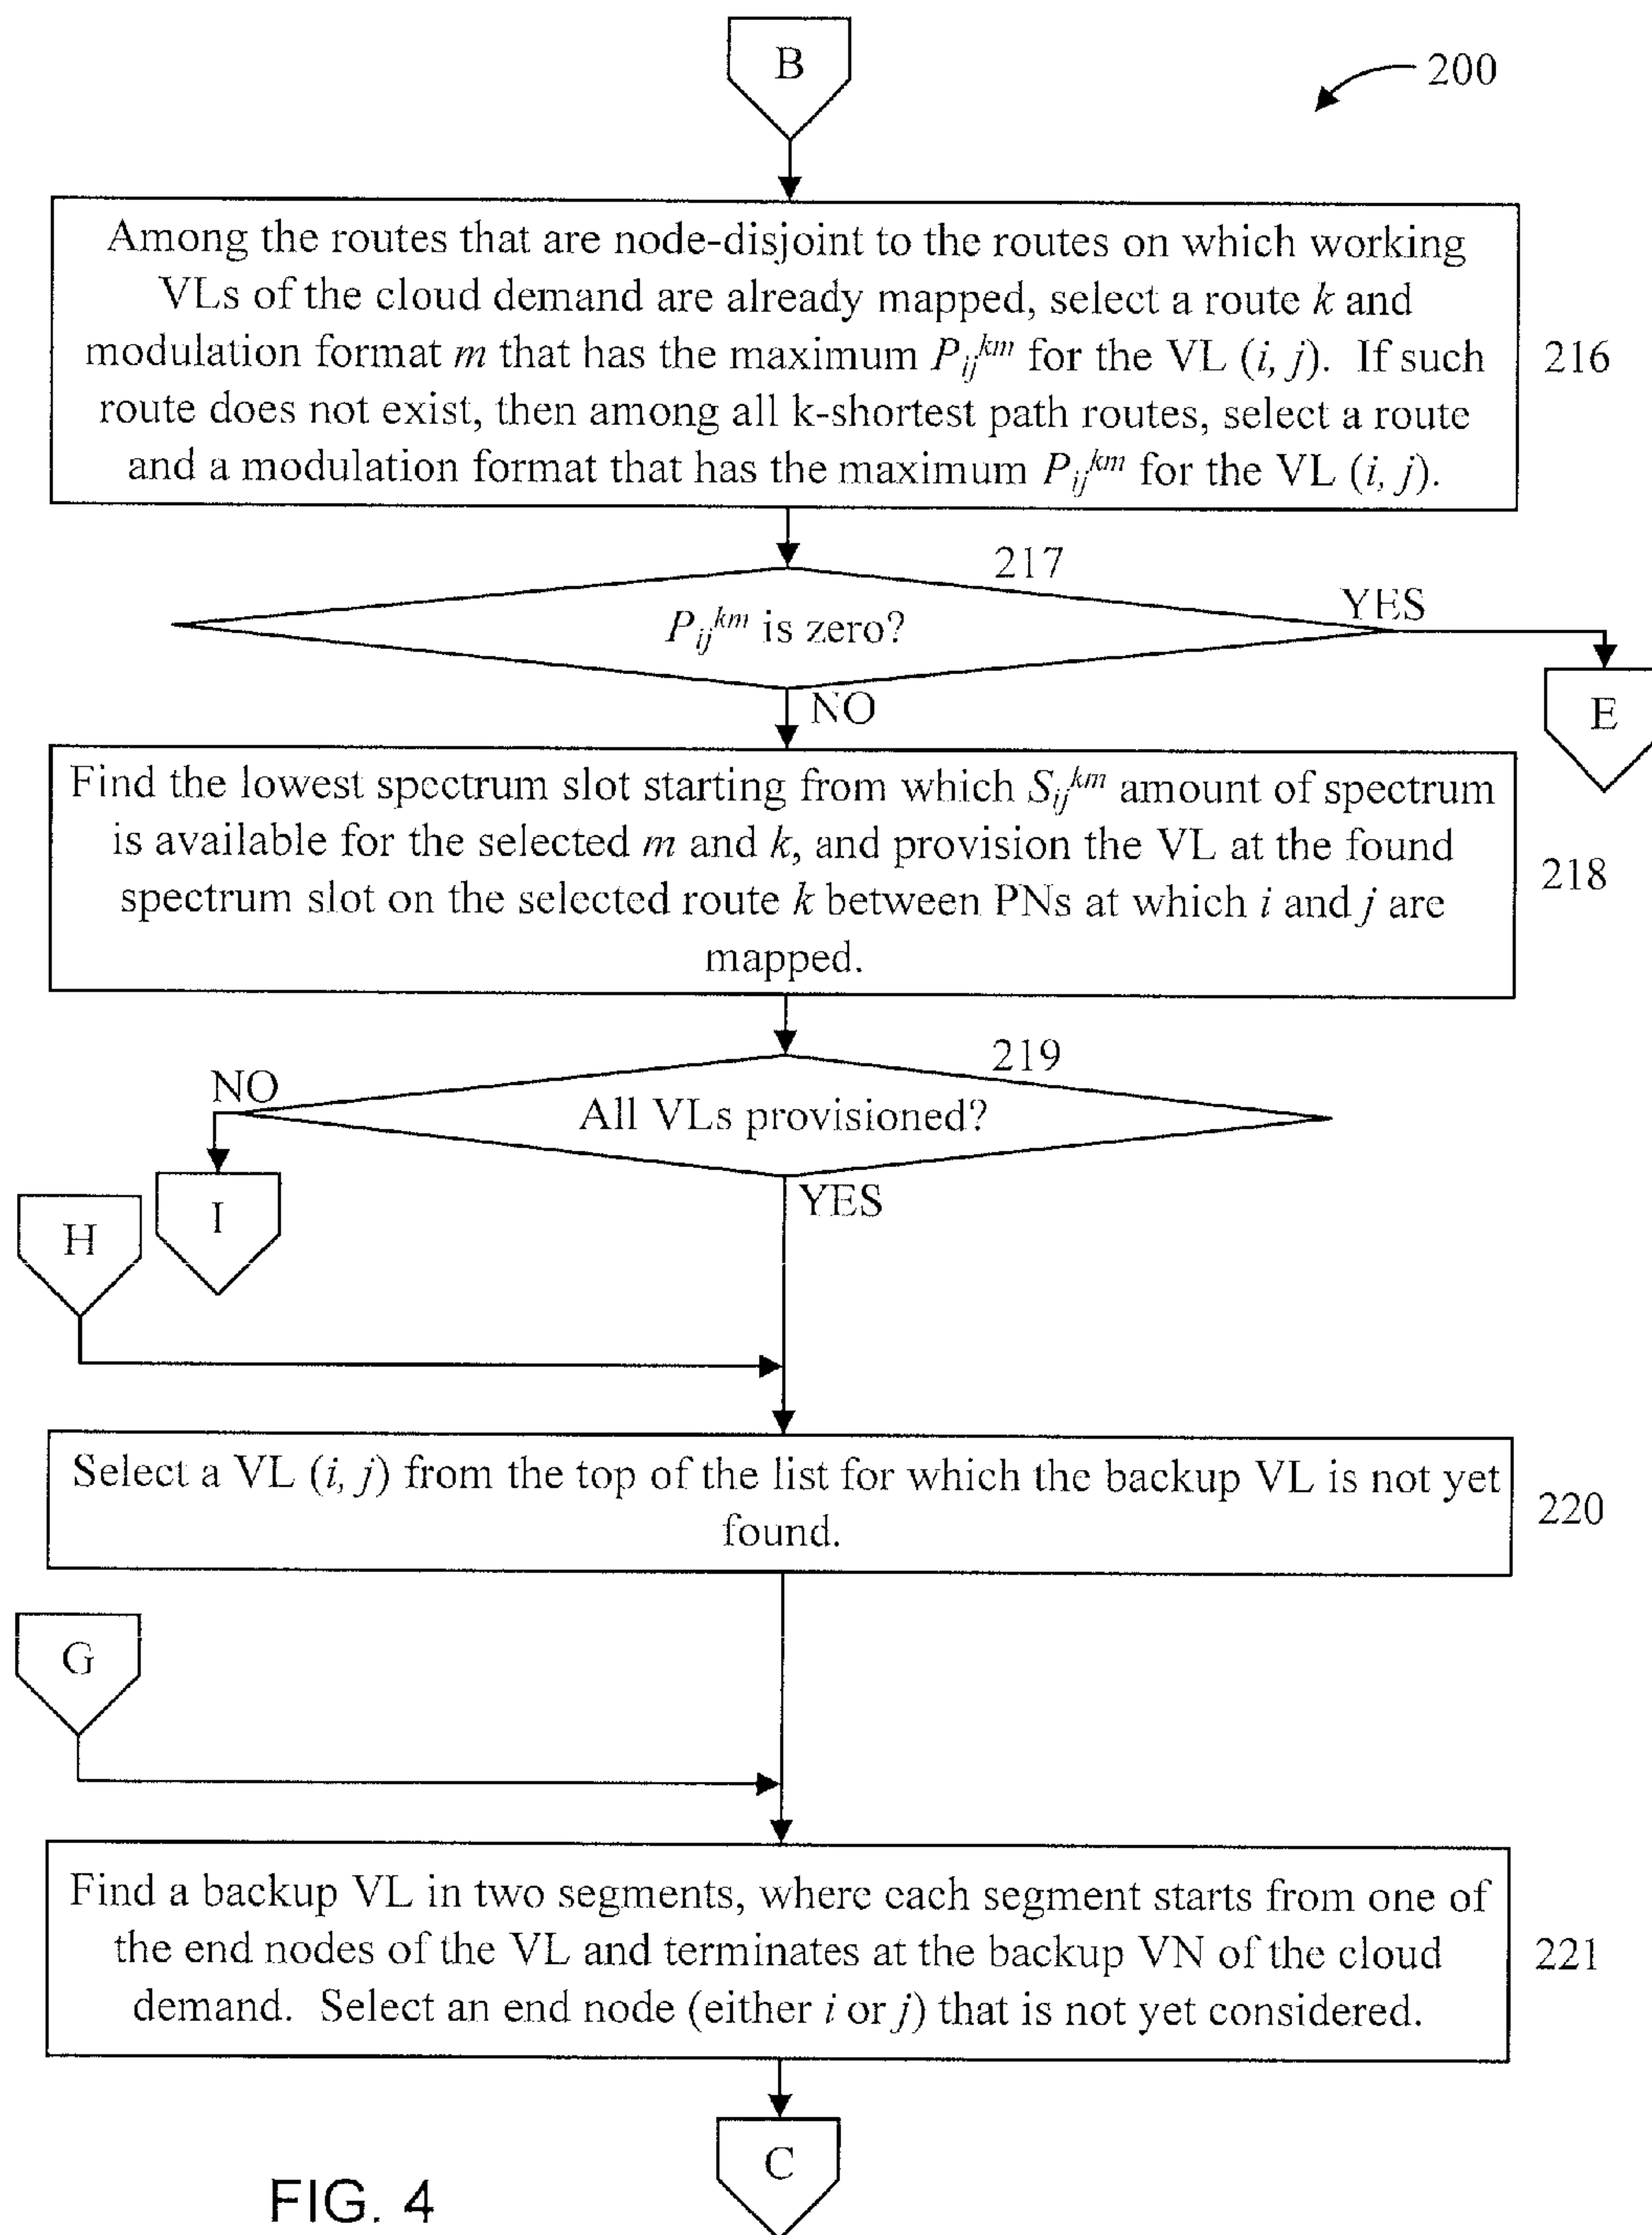 B
200
Among the routes that are node-disjoint to the routes on which working
VLs of the cloud demand are already mapped, select a route k and
modulation format m that has the maximum P_ij^km for the VL (i, j). If such
route does not exist, then among all k-shortest path routes, select a route
and a modulation format that has the maximum P_ij^km for the VL (i, j).
216
217
P_ij^km is zero?
YES
E
NO
Find the lowest spectrum slot starting from which S_ij^km amount of spectrum
is available for the selected m and k, and provision the VL at the found
spectrum slot on the selected route k between PNs at which i and j are
mapped.
218
219
NO
All VLs provisioned?
I
YES
H
Select a VL (i, j) from the top of the list for which the backup VL is not yet
found.
220
G
Find a backup VL in two segments, where each segment starts from one of
the end nodes of the VL and terminates at the backup VN of the cloud
demand. Select an end node (either i or j) that is not yet considered.
221
C
FIG. 4